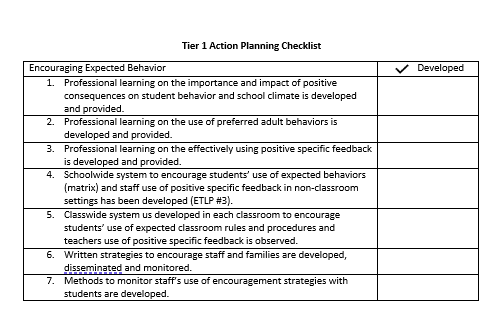 Tier 1 Action Planning Checklist
Encouraging Expected Behavior
✓ Developed
1. Professional learning on the importance and impact of positive
consequences on student behavior and school climate is developed
and provided.
2. Professional learning on the use of preferred adult behaviors is
developed and provided.
3. Professional learning on the effectively using positive specific feedback
is developed and provided.
4. Schoolwide system to encourage students' use of expected behaviors
(matrix) and staff use of positive specific feedback in non-classroom
settings has been developed (ETLP #3).
5. Classwide system us developed in each classroom to encourage
students' use of expected classroom rules and procedures and
teachers use of positive specific feedback is observed.
6. Written strategies to encourage staff and families are developed,
disseminated and monitored.
7. Methods to monitor staff's use of encouragement strategies with
students are developed.